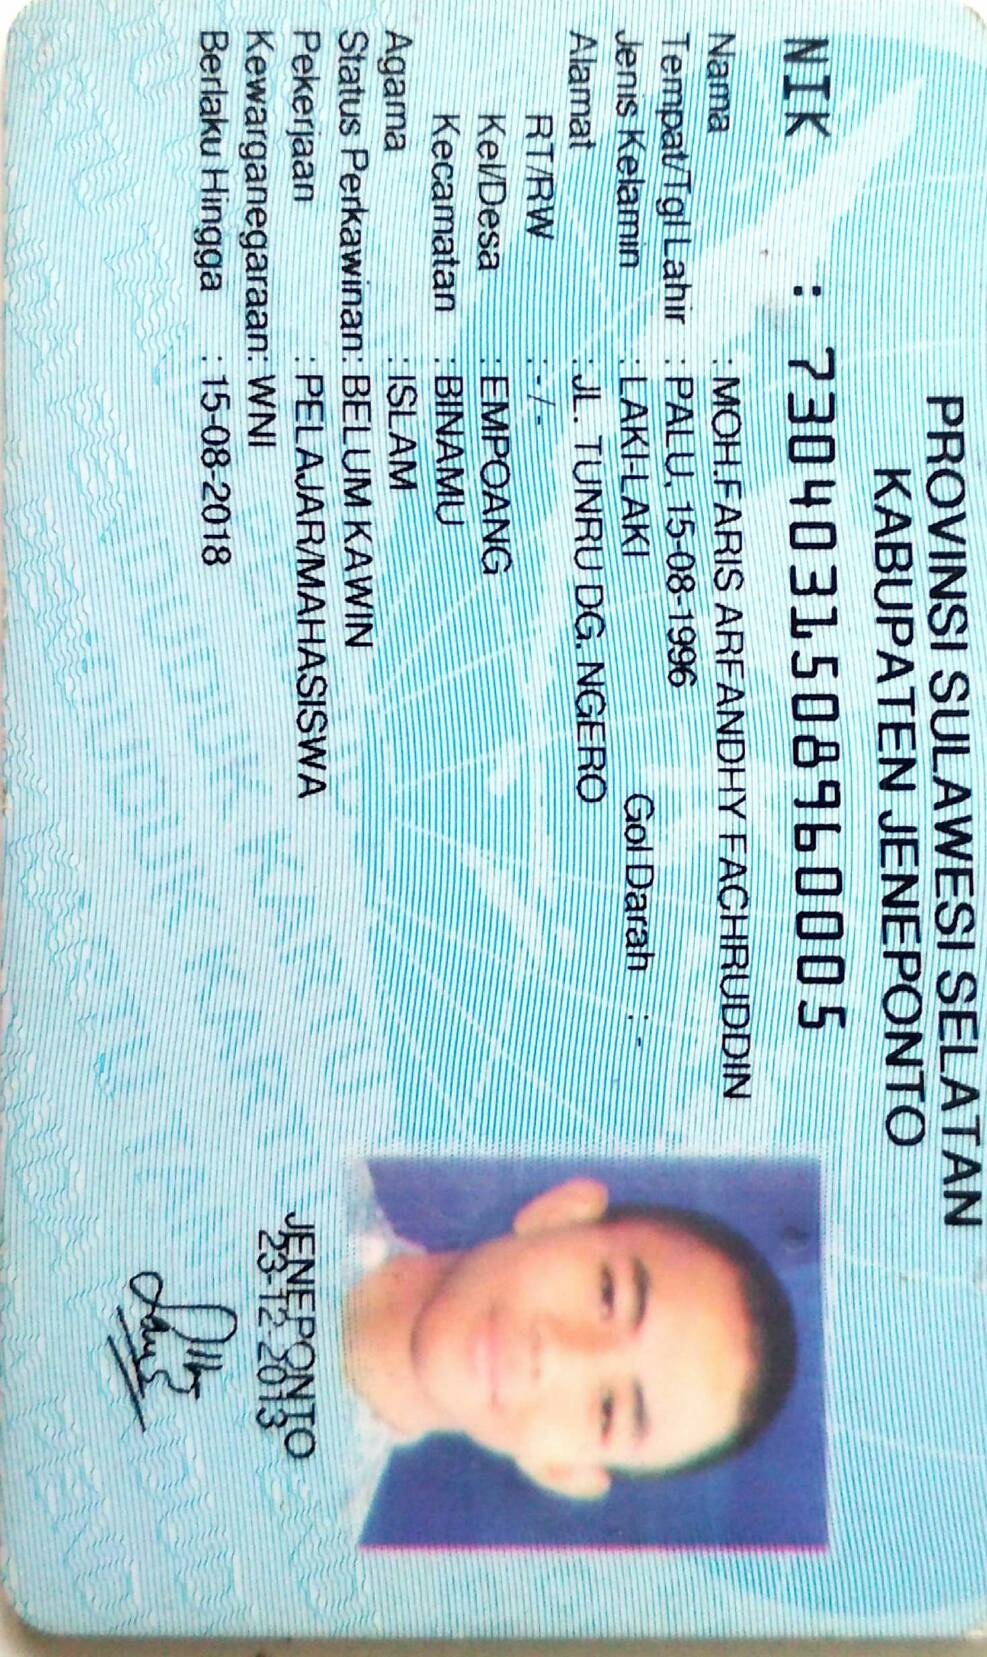 PROVINSI SULAWESI SELATAN
KABUPATEN JENEPONTO
NIK : 7304031508960005
Nama : MOH.FARIS ARFANDHY FACHRUDDIN
Tempat/Tgl Lahir : PALU, 15-08-1996
Jenis Kelamin : LAKI-LAKI Gol Darah : -
Alamat : JL. TUNRU DG. NGERO
RT/RW : - / -
Kel/Desa : EMPOANG
Kecamatan : BINAMU
Agama : ISLAM
Status Perkawinan: BELUM KAWIN
Pekerjaan : PELAJAR/MAHASISWA
Kewarganegaraan: WNI
Berlaku Hingga : 15-08-2018
JENEPONTO
23-12-2013